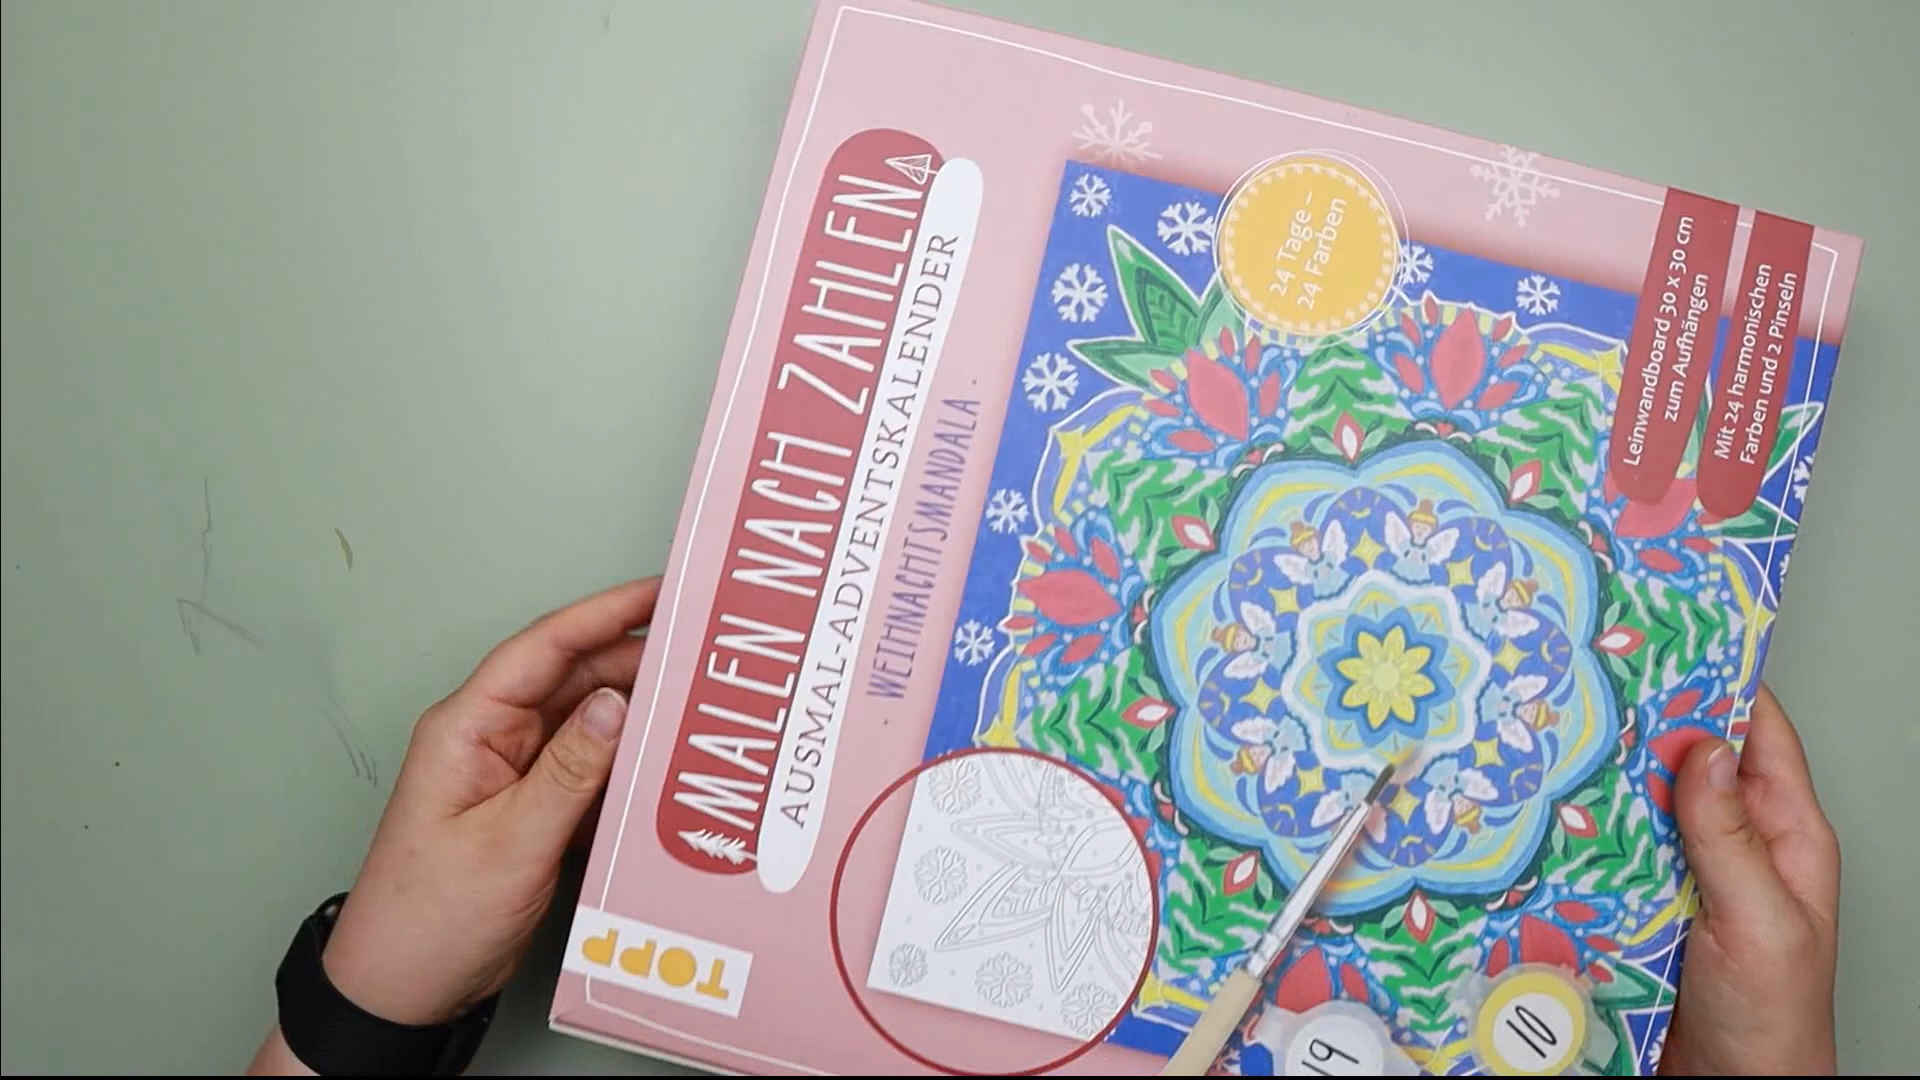 MALEN NACH ZAHLEN
AUSMAL-ADVENTSKALENDER
WEIHNACHTSMANDALA
24 Tage –
24 Farben
Leinwandboard 30 x 30 cm
zum Aufhängen
Mit 24 harmonischen
Farben und 2 Pinseln
TOPP
19
10